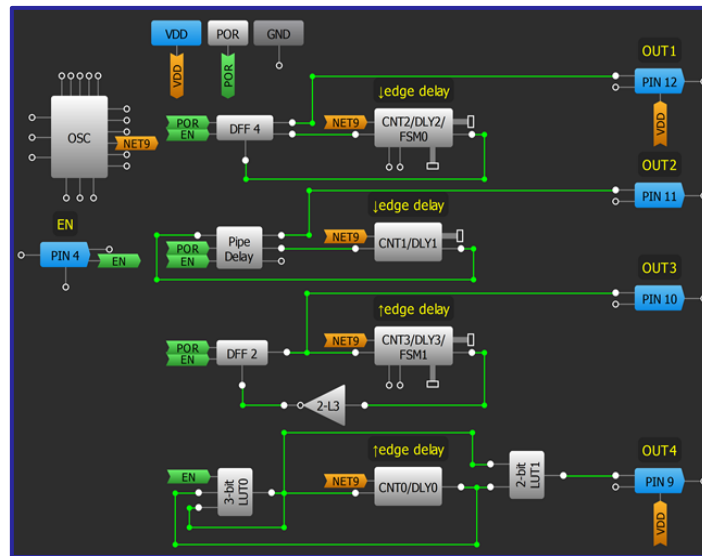 VDD
POR
GND
VDD
POR
OSC
NET9
POR
EN
DFF 4
↓edge delay
NET9
CNT2/DLY2/
FSM0
OUT1
PIN 12
VDD
EN
PIN 4
EN
POR
EN
Pipe
Delay
↓edge delay
NET9
CNT1/DLY1
OUT2
PIN 11
POR
EN
DFF 2
↑edge delay
NET9
CNT3/DLY3/
FSM1
2-L3
OUT3
PIN 10
EN
3-bit
LUT0
↑edge delay
NET9
CNT0/DLY0
2-bit
LUT1
OUT4
PIN 9
VDD